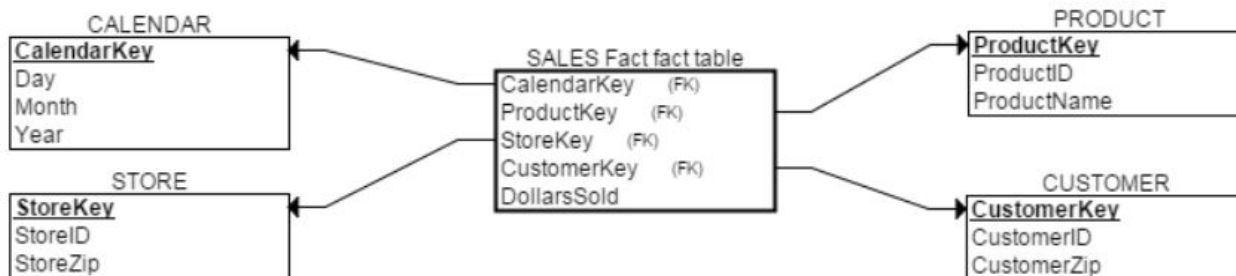 CALENDAR
CalendarKey
Day
Month
Year
STORE
StoreKey
StoreID
StoreZip
SALES Fact fact table
CalendarKey (FK)
ProductKey (FK)
StoreKey (FK)
CustomerKey (FK)
DollarsSold
PRODUCT
ProductKey
ProductID
ProductName
CUSTOMER
CustomerKey
CustomerID
CustomerZip